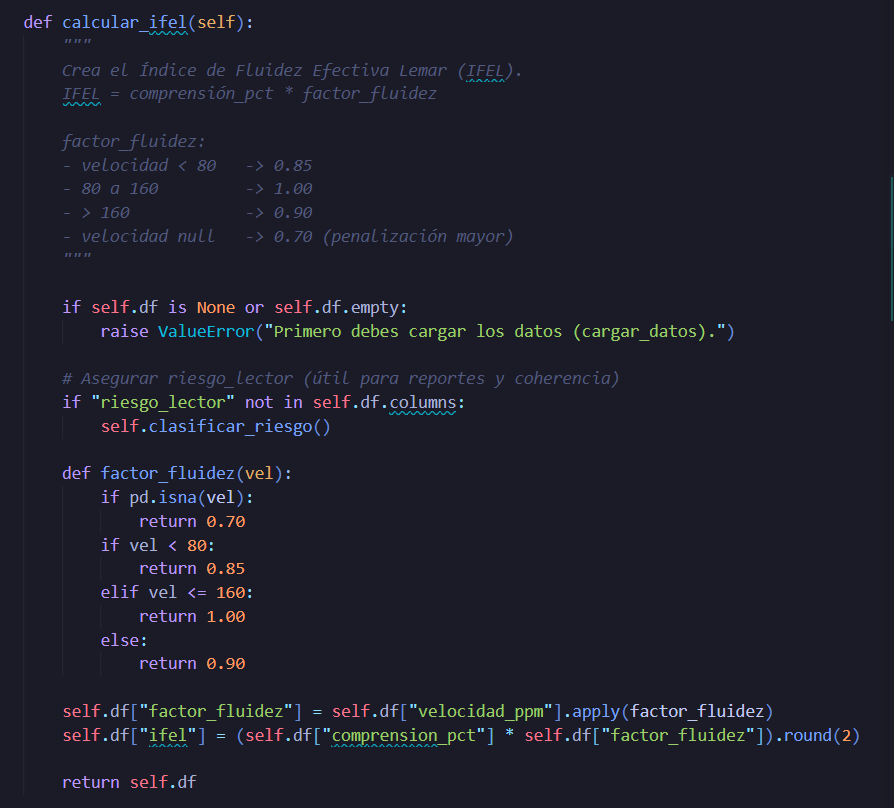 def calcular_ifel(self):
"""
Crea el Índice de Fluidez Efectiva Lemar (IFEL).
IFEL = comprensión_pct * factor_fluidez
factor_fluidez:
- velocidad < 80   -> 0.85
- 80 a 160         -> 1.00
- > 160            -> 0.90
- velocidad null   -> 0.70 (penalización mayor)
"""
if self.df is None or self.df.empty:
raise ValueError("Primero debes cargar los datos (cargar_datos).")
# Asegurar riesgo_lector (útil para reportes y coherencia)
if "riesgo_lector" not in self.df.columns:
self.clasificar_riesgo()
def factor_fluidez(vel):
if pd.isna(vel):
return 0.70
if vel < 80:
return 0.85
elif vel <= 160:
return 1.00
else:
return 0.90
self.df["factor_fluidez"] = self.df["velocidad_ppm"].apply(factor_fluidez)
self.df["ifel"] = (self.df["comprension_pct"] * self.df["factor_fluidez"]).round(2)
return self.df